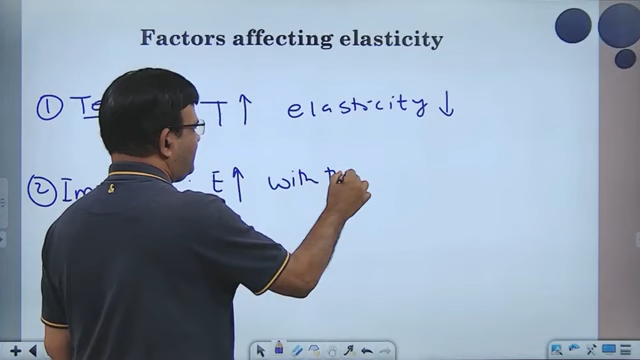 Factors affecting elasticity
① Te T ↑ elasticity ↓
② Im E ↑ with